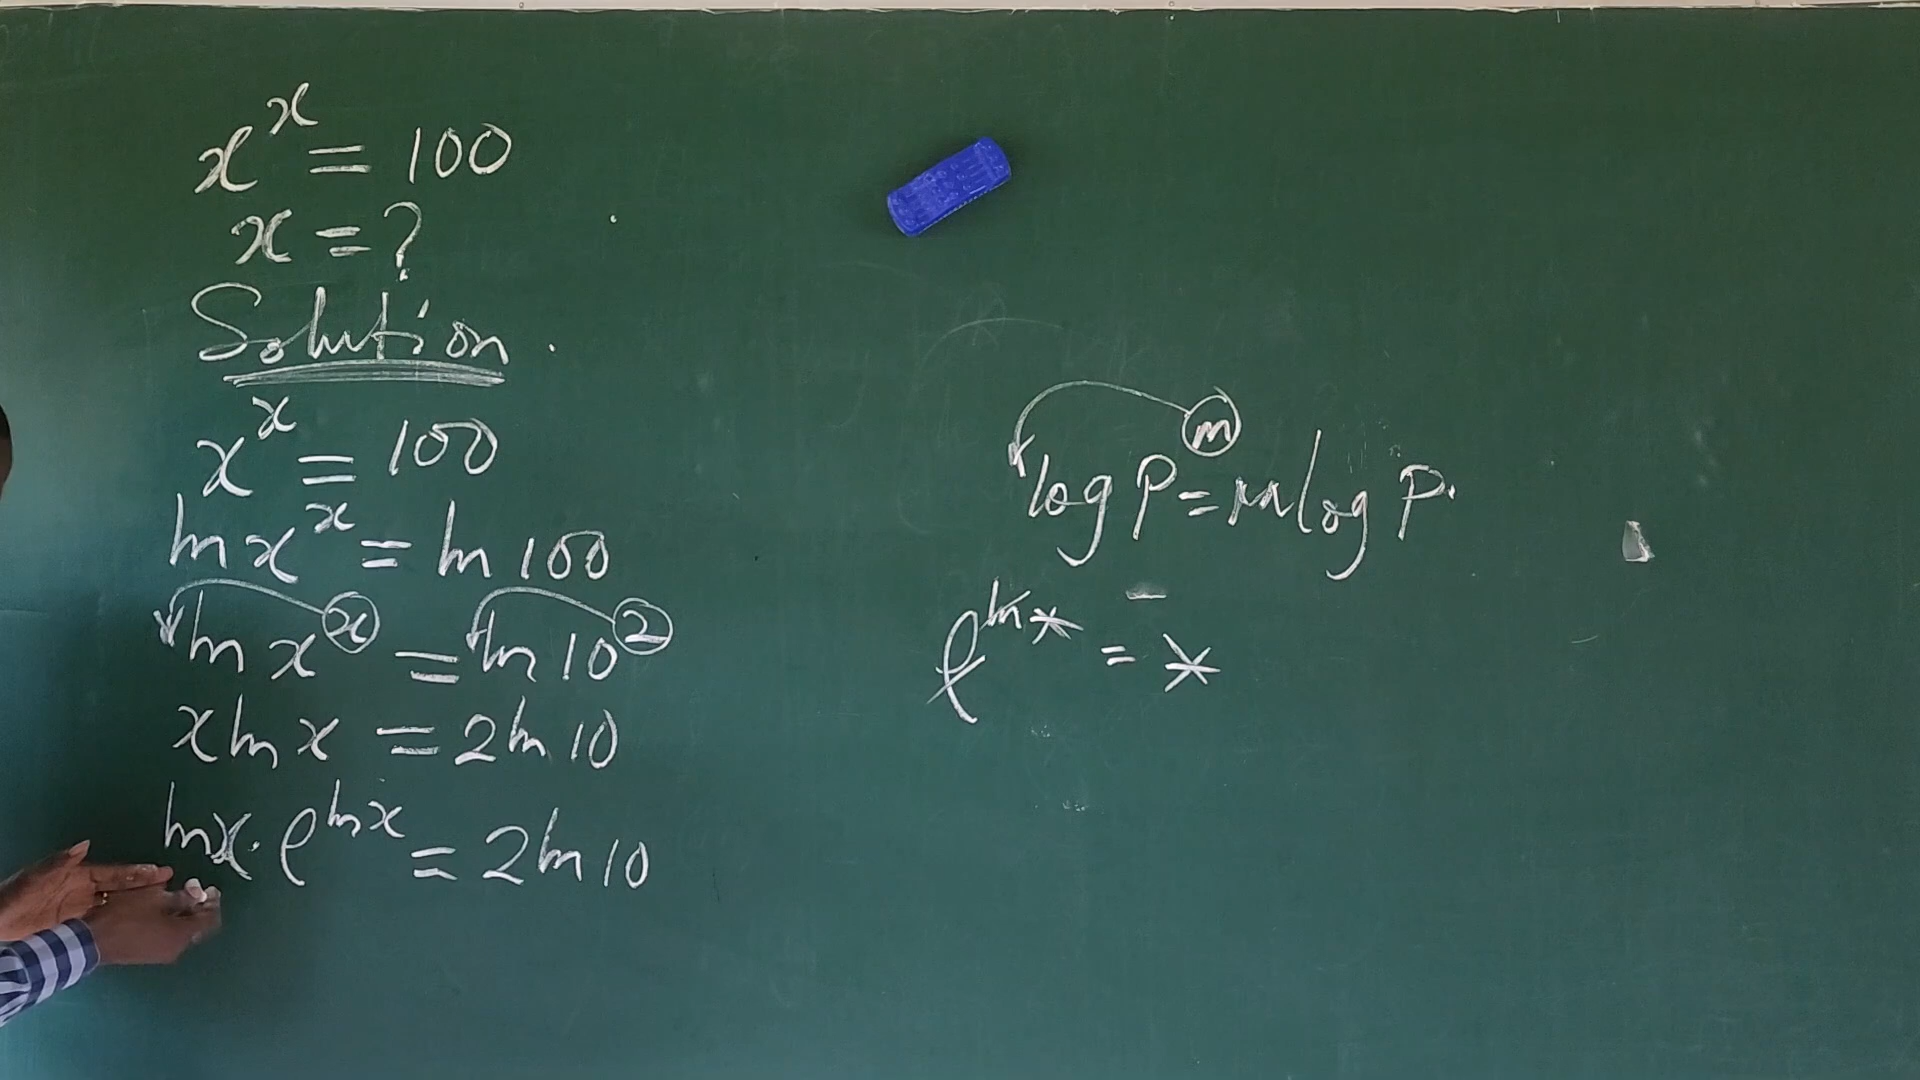 x^x = 100
x = ?
Solution.
x^x = 100
ln x^x = ln 100
ln x^x = ln 10^2
x ln x = 2 ln 10
ln x · e^ln x = 2 ln 10
log P^m = m log P.
e^ln * = *